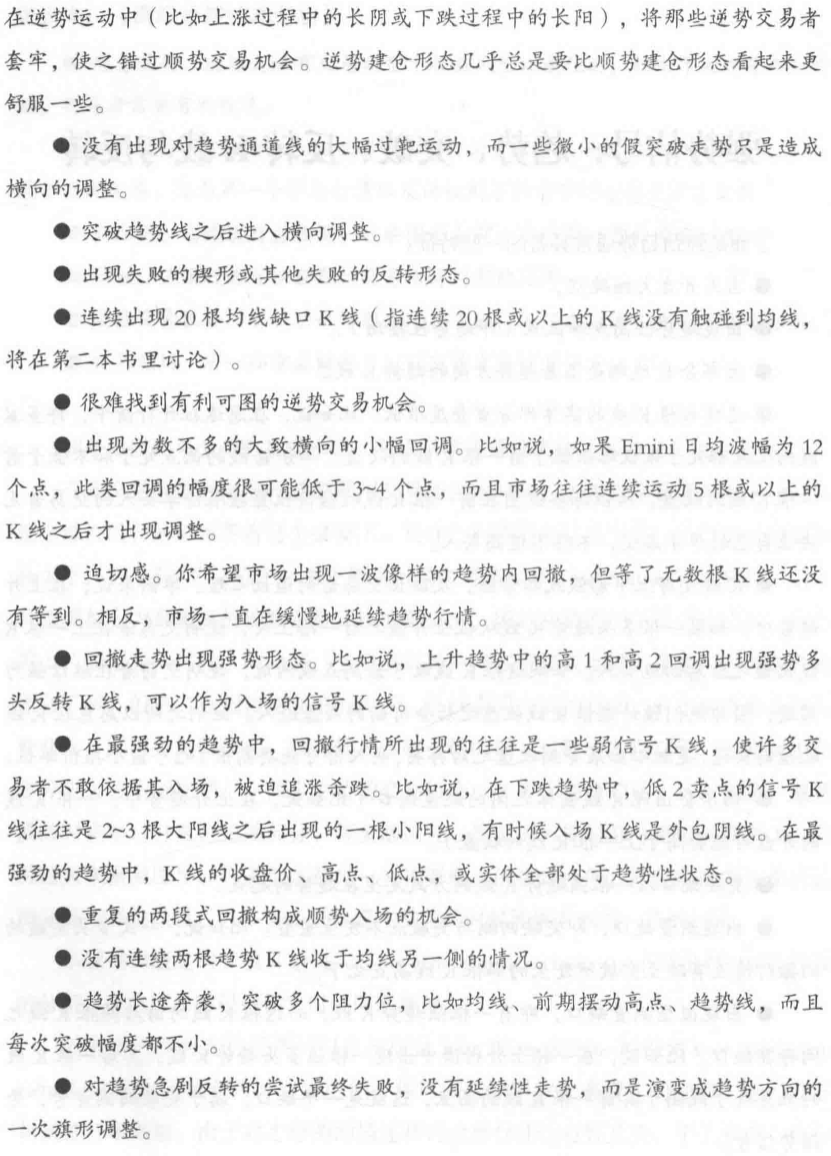 在逆势运动中（比如上涨过程中的长阴或下跌过程中的长阳），将那些逆势交易者
套牢，使之错过顺势交易机会。逆势建仓形态几乎总是要比顺势建仓形态看起来更
舒服一些。
●没有出现对趋势通道线的大幅过靶运动，而一些微小的假突破走势只是造成
横向的调整。
●突破趋势线之后进入横向调整。
●出现失败的楔形或其他失败的反转形态。
●连续出现20根均线缺口K线（指连续20根或以上的K线没有触碰到均线，
将在第二本书里讨论）。
●很难找到有利可图的逆势交易机会。
●出现为数不多的大致横向的小幅回调。比如说，如果Emini日均波幅为12
个点，此类回调的幅度很可能低于3~4个点，而且市场往往连续运动5根或以上的
K线之后才出现调整。
●迫切感。你希望市场出现一波像样的趋势内回撤，但等了无数根K线还没
有等到。相反，市场一直在缓慢地延续趋势行情。
●回撤走势出现强势形态。比如说，上升趋势中的高1和高2回调出现强势多
头反转K线，可以作为入场的信号K线。
●在最强劲的趋势中，回撤行情所出现的往往是一些弱信号K线，使许多交
易者不敢依据其入场，被迫追涨杀跌。比如说，在下跌趋势中，低2卖点的信号K
线往往是2~3根大阳线之后出现的一根小阳线，有时候入场K线是外包阴线。在最
强劲的趋势中，K线的收盘价、高点、低点、或实体全部处于趋势性状态。
●重复的两段式回撤构成顺势入场的机会。
●没有连续两根趋势K线收于均线另一侧的情况。
●趋势长途奔袭，突破多个阻力位，比如均线、前期摆动高点、趋势线，而且
每次突破幅度都不小。
●对趋势急剧反转的尝试最终失败，没有延续性走势，而是演变成趋势方向的
一次旗形调整。